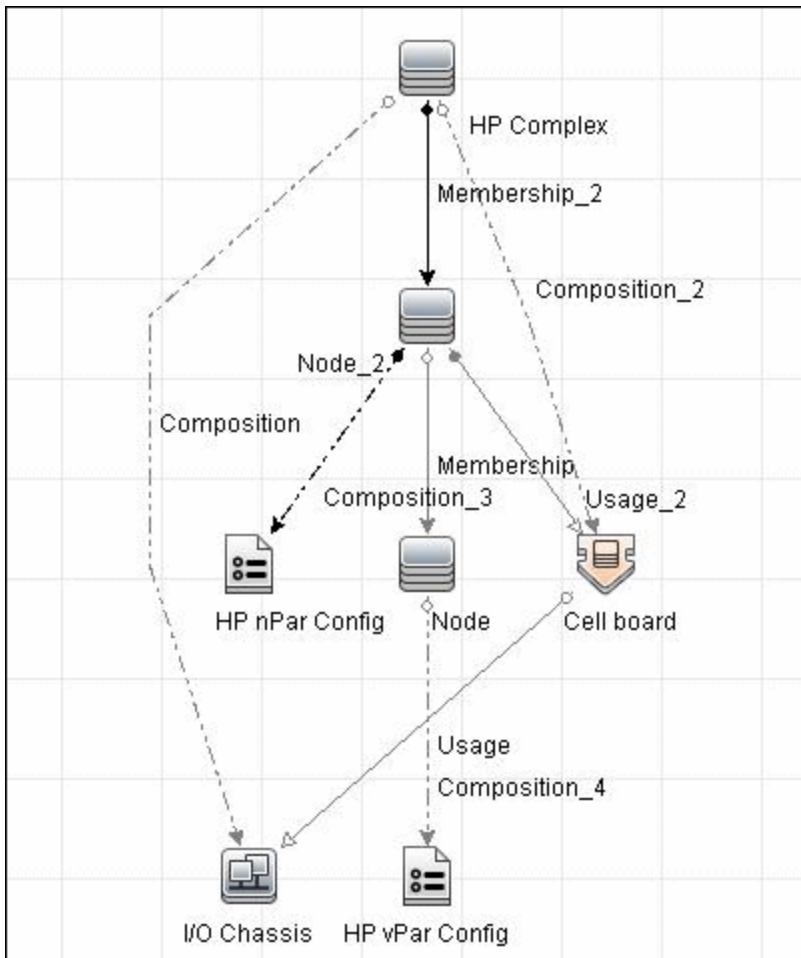 HP Complex
Membership_2
Composition_2
Node_2
Composition
Membership
Composition_3
Usage_2
HP nPar Config
Node
Cell board
Usage
Composition_4
I/O Chassis
HP vPar Config